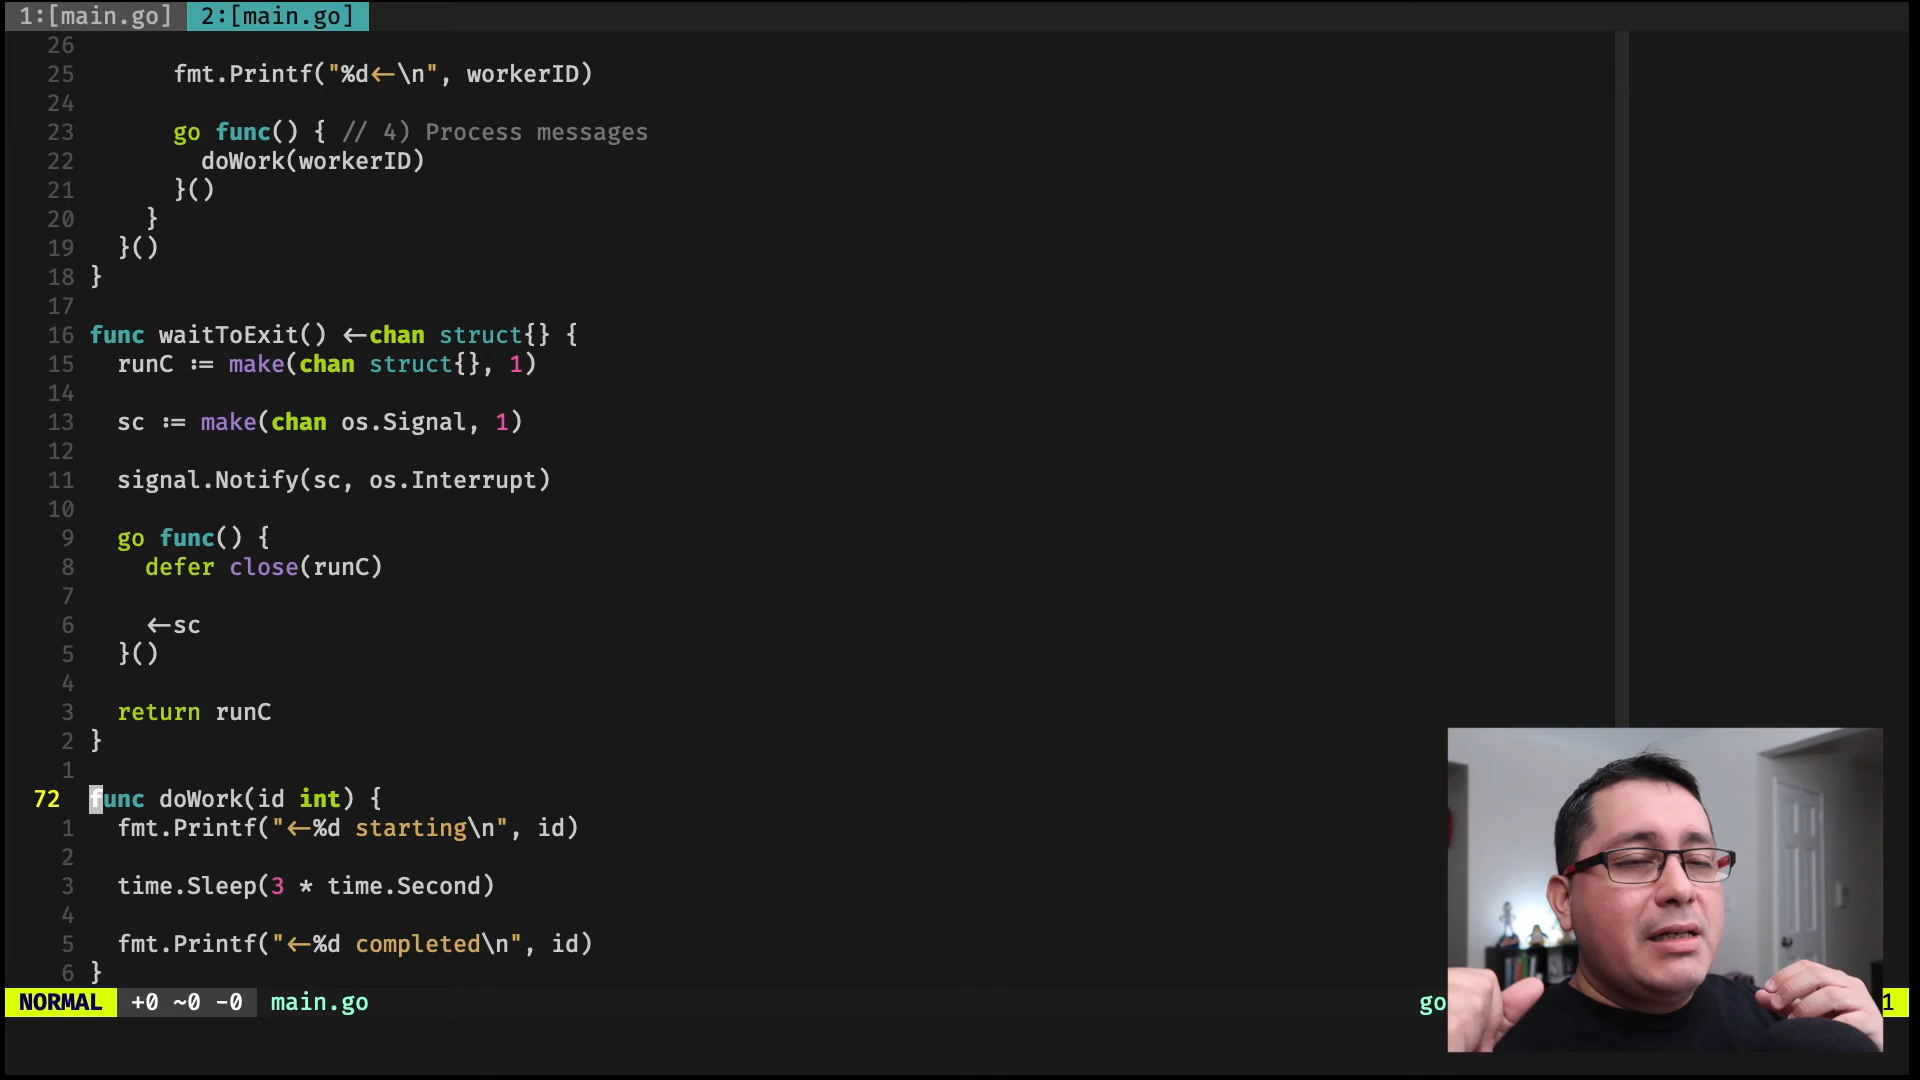 1:[main.go] 2:[main.go]
26
25 fmt.Printf("%d<-\n", workerID)
24
23 go func() { // 4) Process messages
22 doWork(workerID)
21 }()
20 }
19 }()
18 }
17
16 func waitToExit() <-chan struct{} {
15 runC := make(chan struct{}, 1)
14
13 sc := make(chan os.Signal, 1)
12
11 signal.Notify(sc, os.Interrupt)
10
9 go func() {
8 defer close(runC)
7
6 <-sc
5 }()
4
3 return runC
2 }
1
72 func doWork(id int) {
1 fmt.Printf("<-%d starting\n", id)
2
3 time.Sleep(3 * time.Second)
4
5 fmt.Printf("<-%d completed\n", id)
6 }
NORMAL +0 ~0 -0 main.go go 1